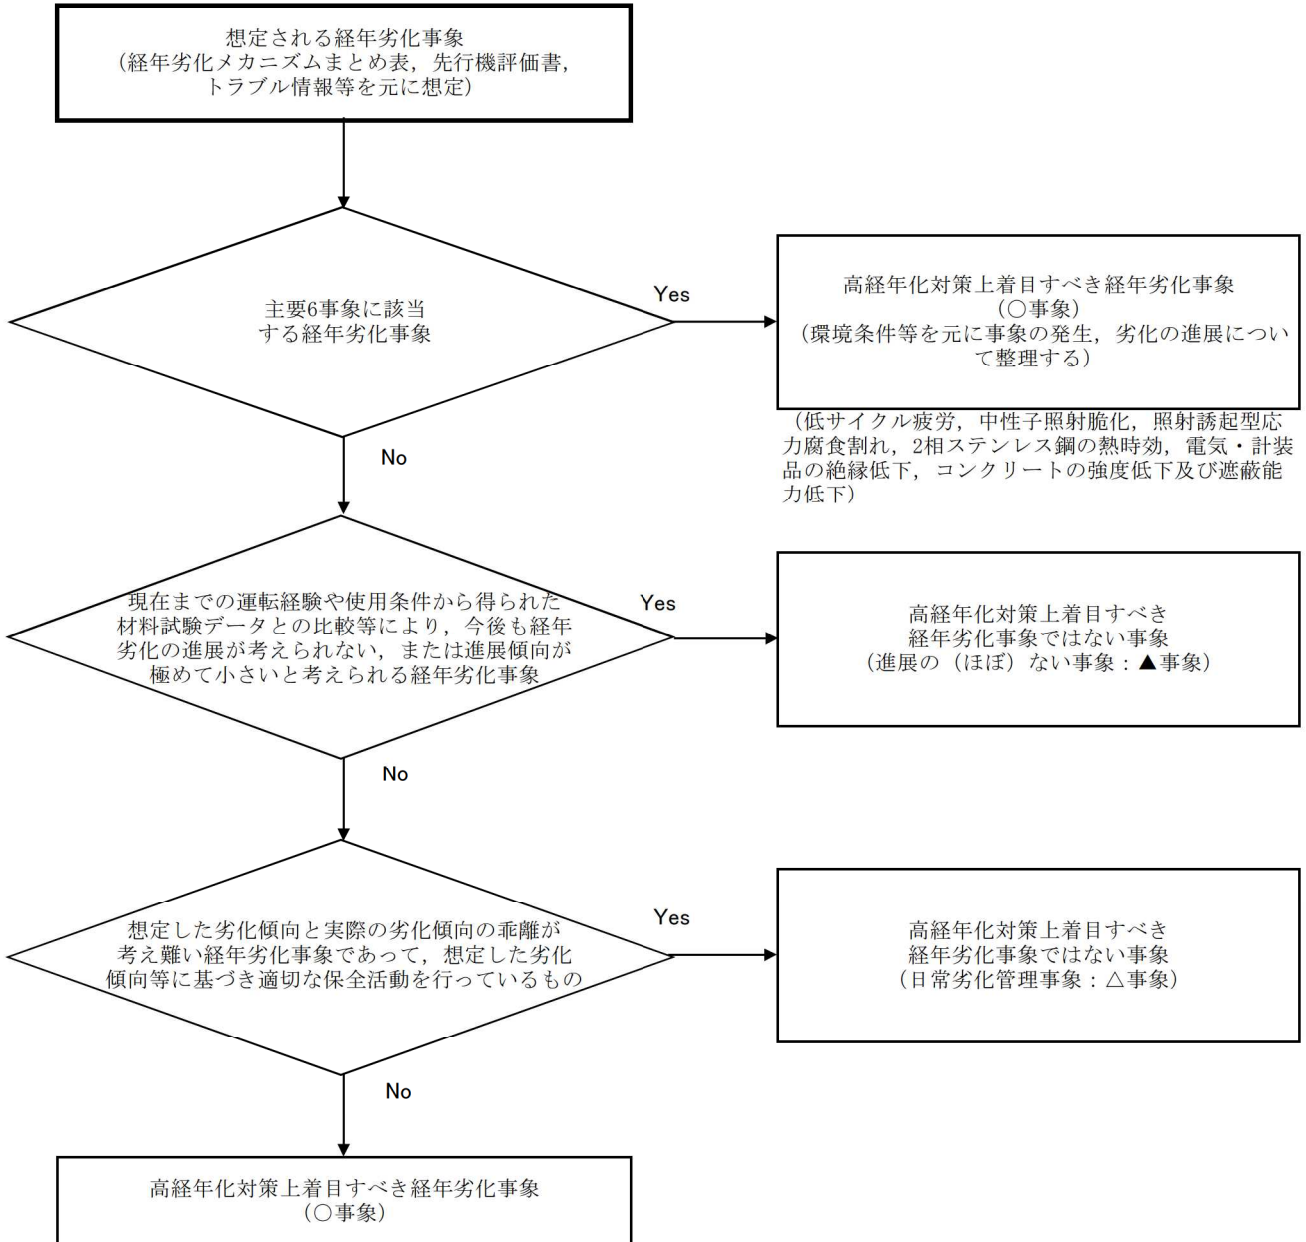 想定される経年劣化事象
（経年劣化メカニズムまとめ表，先行機評価書，
トラブル情報等を元に想定）
主要6事象に該当
する経年劣化事象
Yes
高経年化対策上着目すべき経年劣化事象
（○事象）
（環境条件等を元に事象の発生，劣化の進展につい
て整理する）
（低サイクル疲労，中性子照射脆化，照射誘起型応
力腐食割れ，2相ステンレス鋼の熱時効，電気・計装
品の絶縁低下，コンクリートの強度低下及び遮蔽能
力低下）
No
現在までの運転経験や使用条件から得られた
材料試験データとの比較等により，今後も経年
劣化の進展が考えられない，または進展傾向が
極めて小さいと考えられる経年劣化事象
Yes
高経年化対策上着目すべき
経年劣化事象ではない事象
（進展の（ほぼ）ない事象：▲事象）
No
想定した劣化傾向と実際の劣化傾向の乖離が
考え難い経年劣化事象であって，想定した劣化
傾向等に基づき適切な保全活動を行っているもの
Yes
高経年化対策上着目すべき
経年劣化事象ではない事象
（日常劣化管理事象：△事象）
No
高経年化対策上着目すべき経年劣化事象
（○事象）